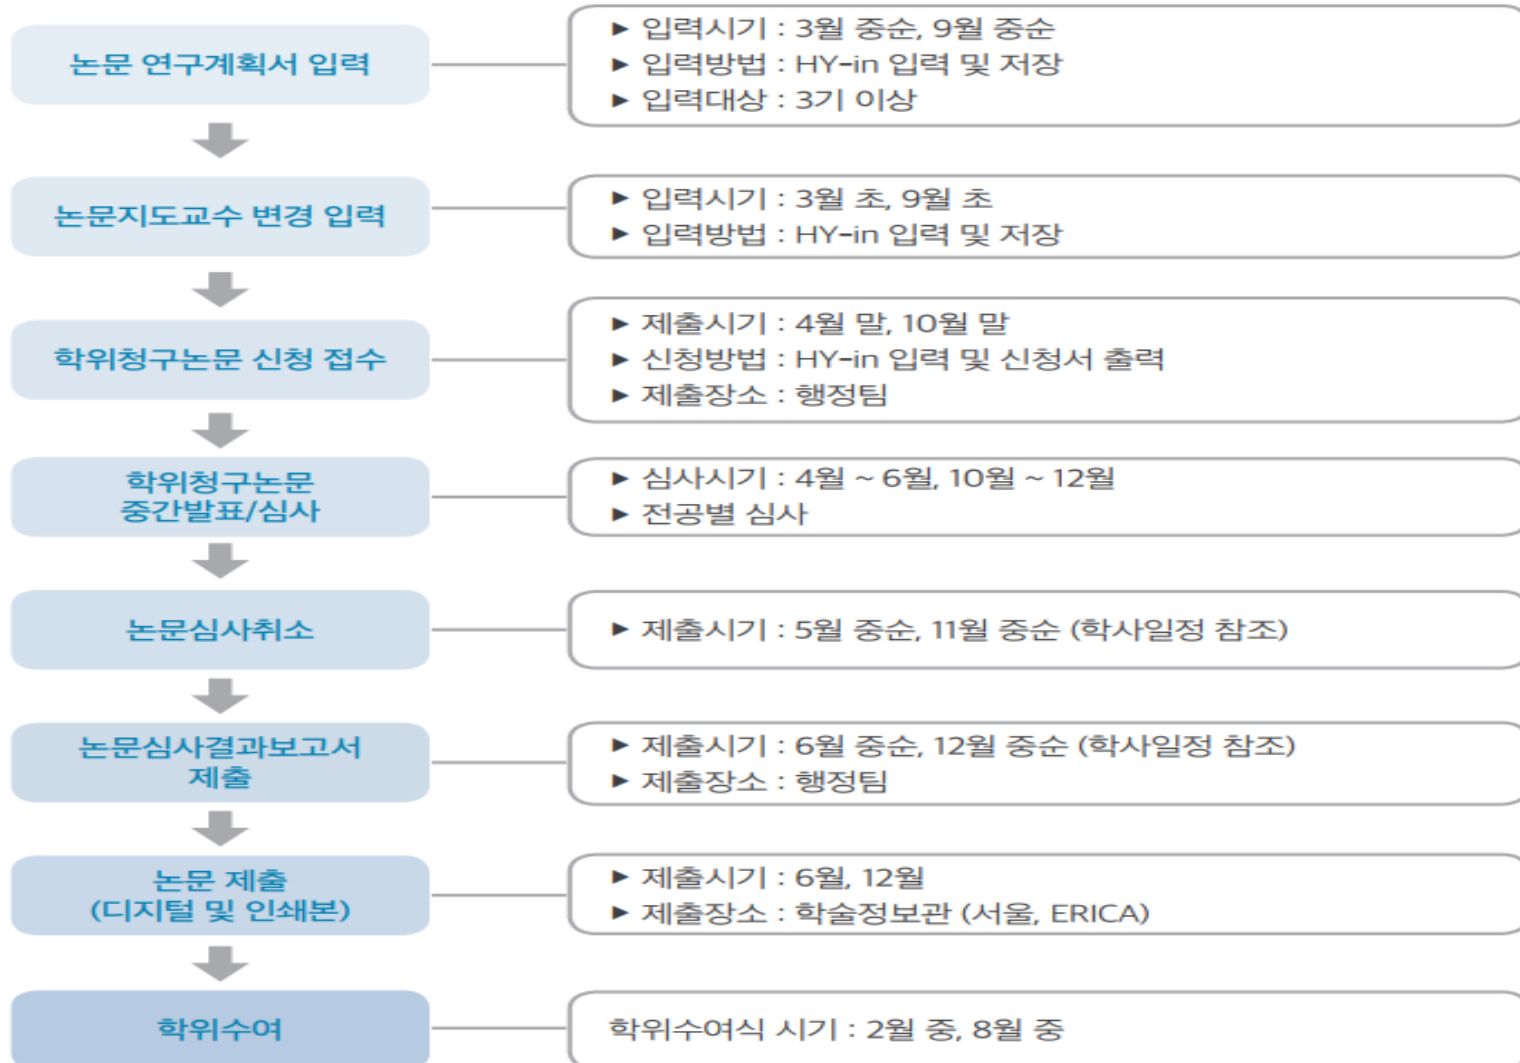 논문 연구계획서 입력
► 입력시기 : 3월 중순, 9월 중순
► 입력방법 : HY-in 입력 및 저장
► 입력대상 : 3기 이상
논문지도교수 변경 입력
► 입력시기 : 3월 초, 9월 초
► 입력방법 : HY-in 입력 및 저장
학위청구논문 신청 접수
► 제출시기 : 4월 말, 10월 말
► 신청방법 : HY-in 입력 및 신청서 출력
► 제출장소 : 행정팀
학위청구논문
중간발표/심사
► 심사시기 : 4월 ~ 6월, 10월 ~ 12월
► 전공별 심사
논문심사취소
► 제출시기 : 5월 중순, 11월 중순 (학사일정 참조)
논문심사결과보고서
제출
► 제출시기 : 6월 중순, 12월 중순 (학사일정 참조)
► 제출장소 : 행정팀
논문 제출
(디지털 및 인쇄본)
► 제출시기 : 6월, 12월
► 제출장소 : 학술정보관 (서울, ERICA)
학위수여
학위수여식 시기 : 2월 중, 8월 중